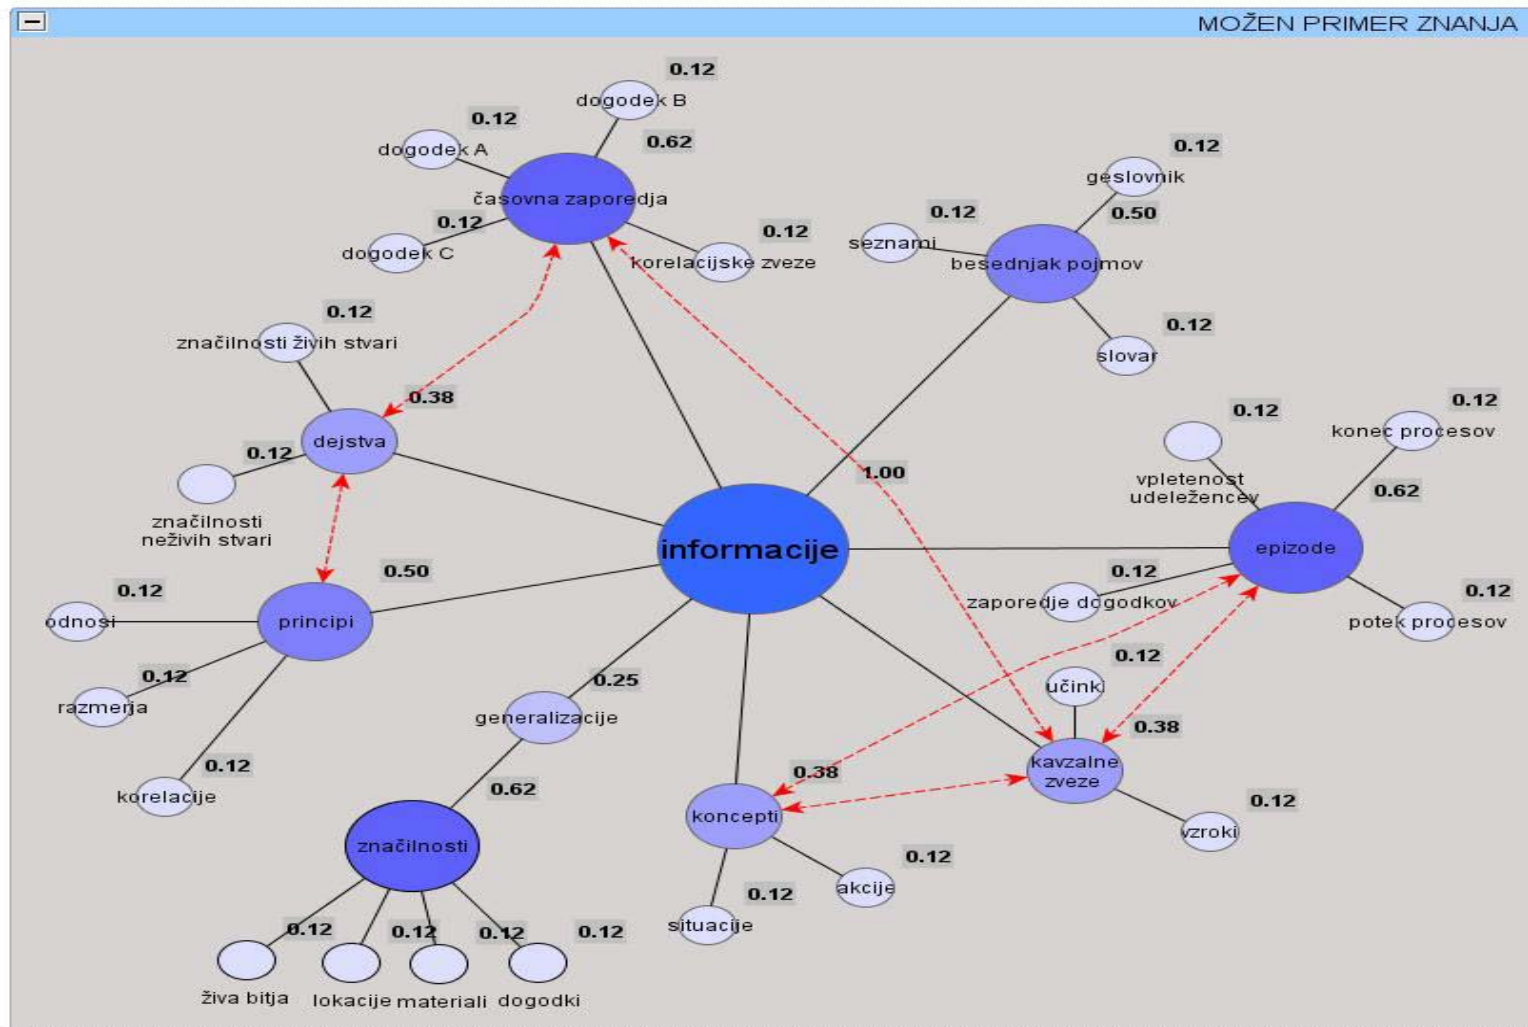 MOŽEN PRIMER ZNANJA
0.12
dogodek B
0.12
dogodek A
0.62
časovna zaporedja
0.12
dogodek C
0.12
korelacijske zveze
0.12
geslovnik
0.50
0.12
seznami
besednjak pojmov
0.12
slovar
0.12
značilnosti živih stvari
0.38
dejstva
0.12
značilnosti
neživih stvari
1.00
informacije
0.12
vpletenost
udeležencev
0.12
konec procesov
0.62
epizode
0.12
zaporedje dogodkov
0.12
potek procesov
0.50
principi
0.12
odnosi
0.12
razmerja
0.12
korelacije
0.25
generalizacije
0.62
značilnosti
0.12
živa bitja
0.12
lokacije
0.12
materiali
0.12
dogodki
0.38
koncepti
0.12
situacije
0.12
akcije
0.12
učinki
0.38
kavzalne
zveze
0.12
vzroki